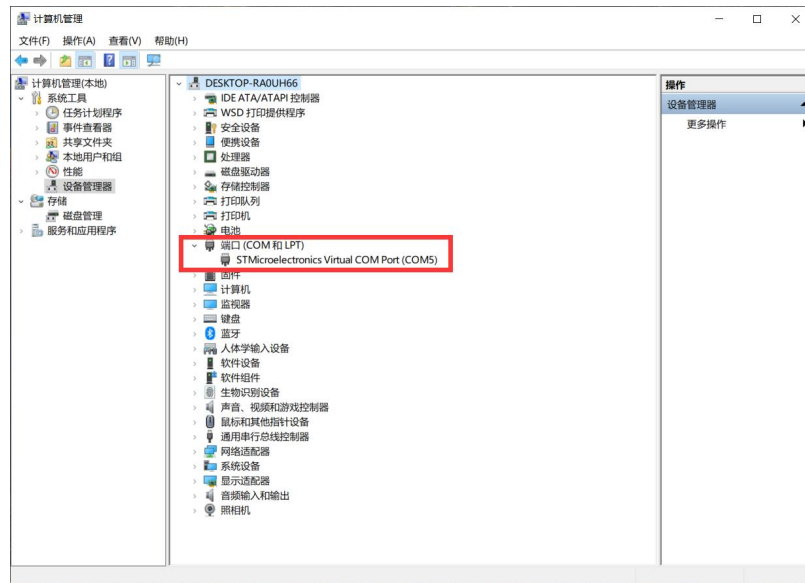 计算机管理
文件(F) 操作(A) 查看(V) 帮助(H)
计算机管理(本地)
系统工具
任务计划程序
事件查看器
共享文件夹
本地用户和组
性能
设备管理器
存储
磁盘管理
服务和应用程序
DESKTOP-RA0UH66
IDE ATA/ATAPI 控制器
WSD 打印提供程序
安全设备
便携设备
处理器
磁盘驱动器
存储控制器
打印队列
打印机
电池
端口 (COM 和 LPT)
STMicroelectronics Virtual COM Port (COM5)
固件
计算机
监视器
键盘
蓝牙
人体学输入设备
软件设备
软件组件
生物识别设备
声音、视频和游戏控制器
鼠标和其他指针设备
通用串行总线控制器
网络适配器
系统设备
显示适配器
音频输入和输出
照相机
操作
设备管理器
更多操作